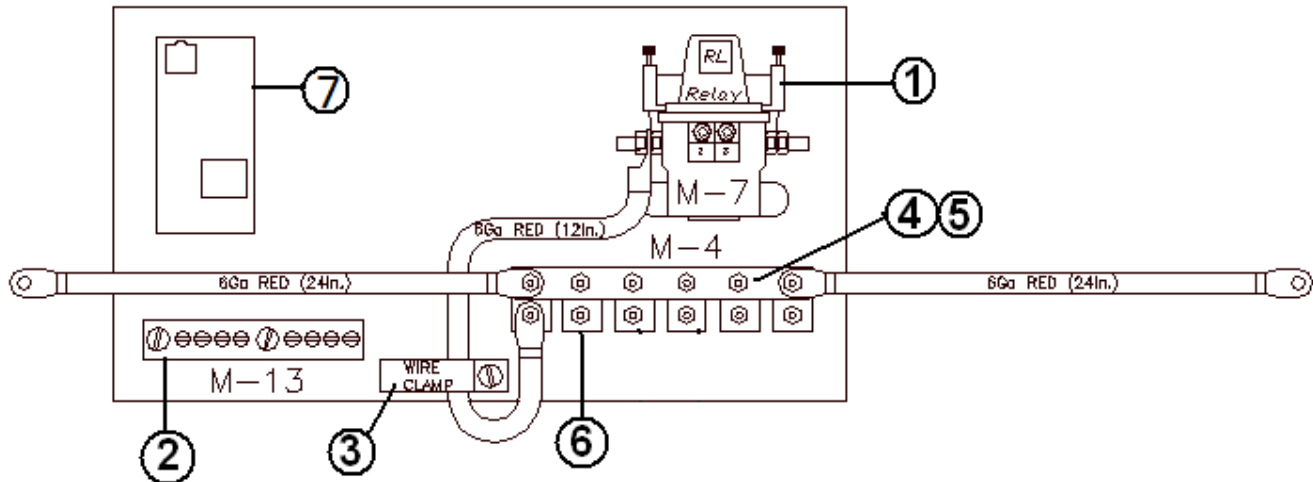 7
RL
Relay
1
2 3
M-7
6Ga RED (12In.)
M-4
4 5
6Ga RED (24In.)
6Ga RED (24In.)
M-13
WIRE
CLAMP
2
3
6